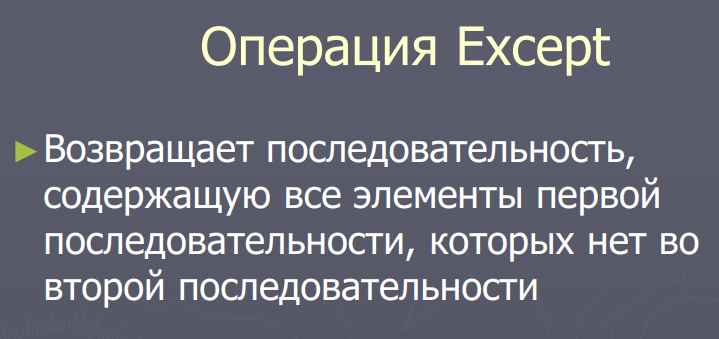 Операция Except
Возвращает последовательность,
содержащую все элементы первой
последовательности, которых нет во
второй последовательности